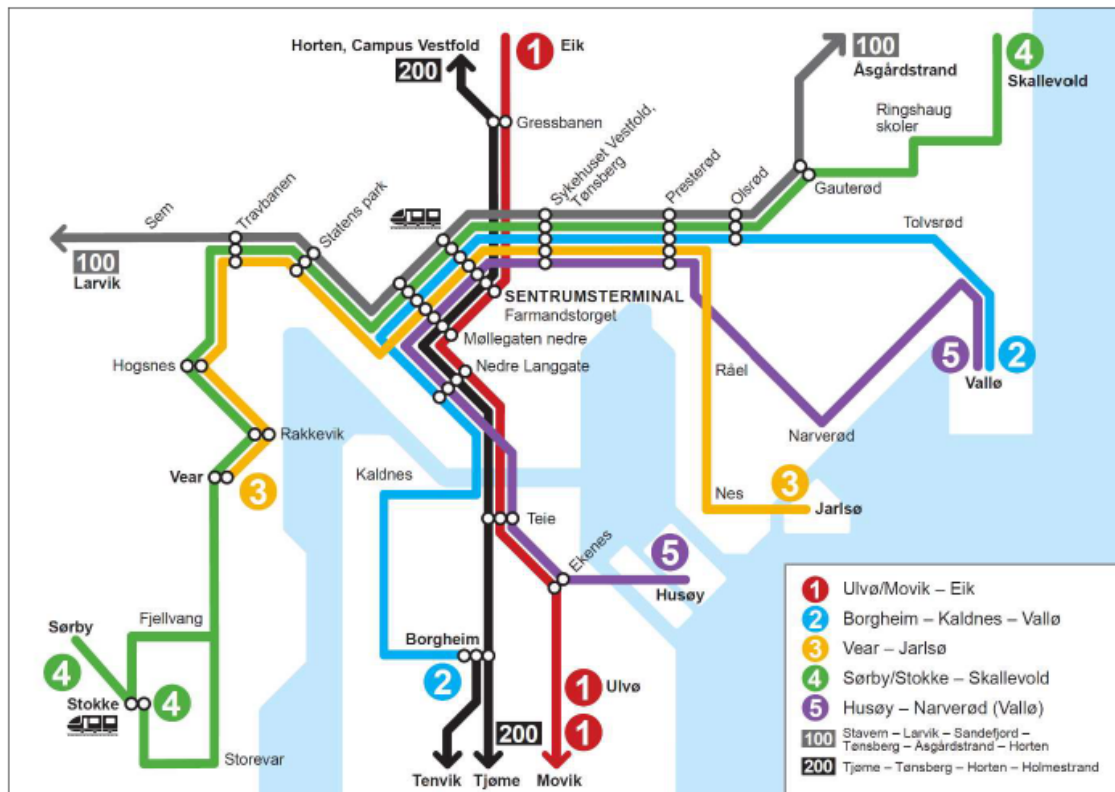 Horten, Campus Vestfold
200
1 Eik
100
Åsgårdstrand
4
Skallevold
Ringshaug
skoler
Gressbanen
Sykehuset Vestfold,
Tønsberg
Presterød
Olsrød
Gauterød
Tolvsrød
Sem
Travbanen
Statens park
100
Larvik
SENTRUMSTERMINAL
Farmandstorget
Møllegaten nedre
Nedre Langgate
Hogsnes
Råel
5
2
Vallø
Narverød
Rakkevik
Vear
3
Kaldnes
Teie
Nes
3
Jarlsø
Ekenes
5
Husøy
Sørby
Fjellvang
4
Stokke
4
Borgheim
2
1 Ulvø
1
200
Storevar
Tenvik
Tjøme
Movik
1 Ulvø/Movik – Eik
2 Borgheim – Kaldnes – Vallø
3 Vear – Jarlsø
4 Sørby/Stokke – Skallevold
5 Husøy – Narverød (Vallø)
100 Stavern – Larvik – Sandefjord –
Tønsberg – Åsgårdstrand – Horten
200 Tjøme – Tønsberg – Horten – Holmestrand